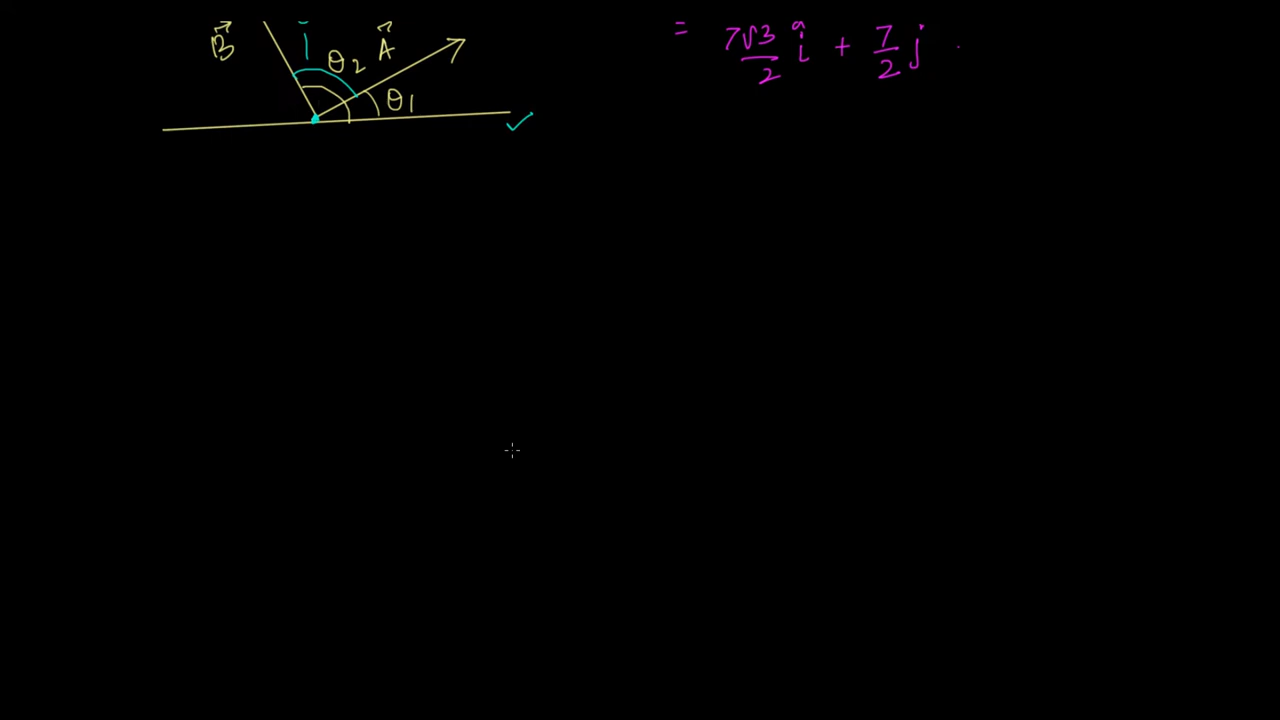 B⃗ θ₂ A⃗
θ₁
= 7√3/2 î + 7/2 j